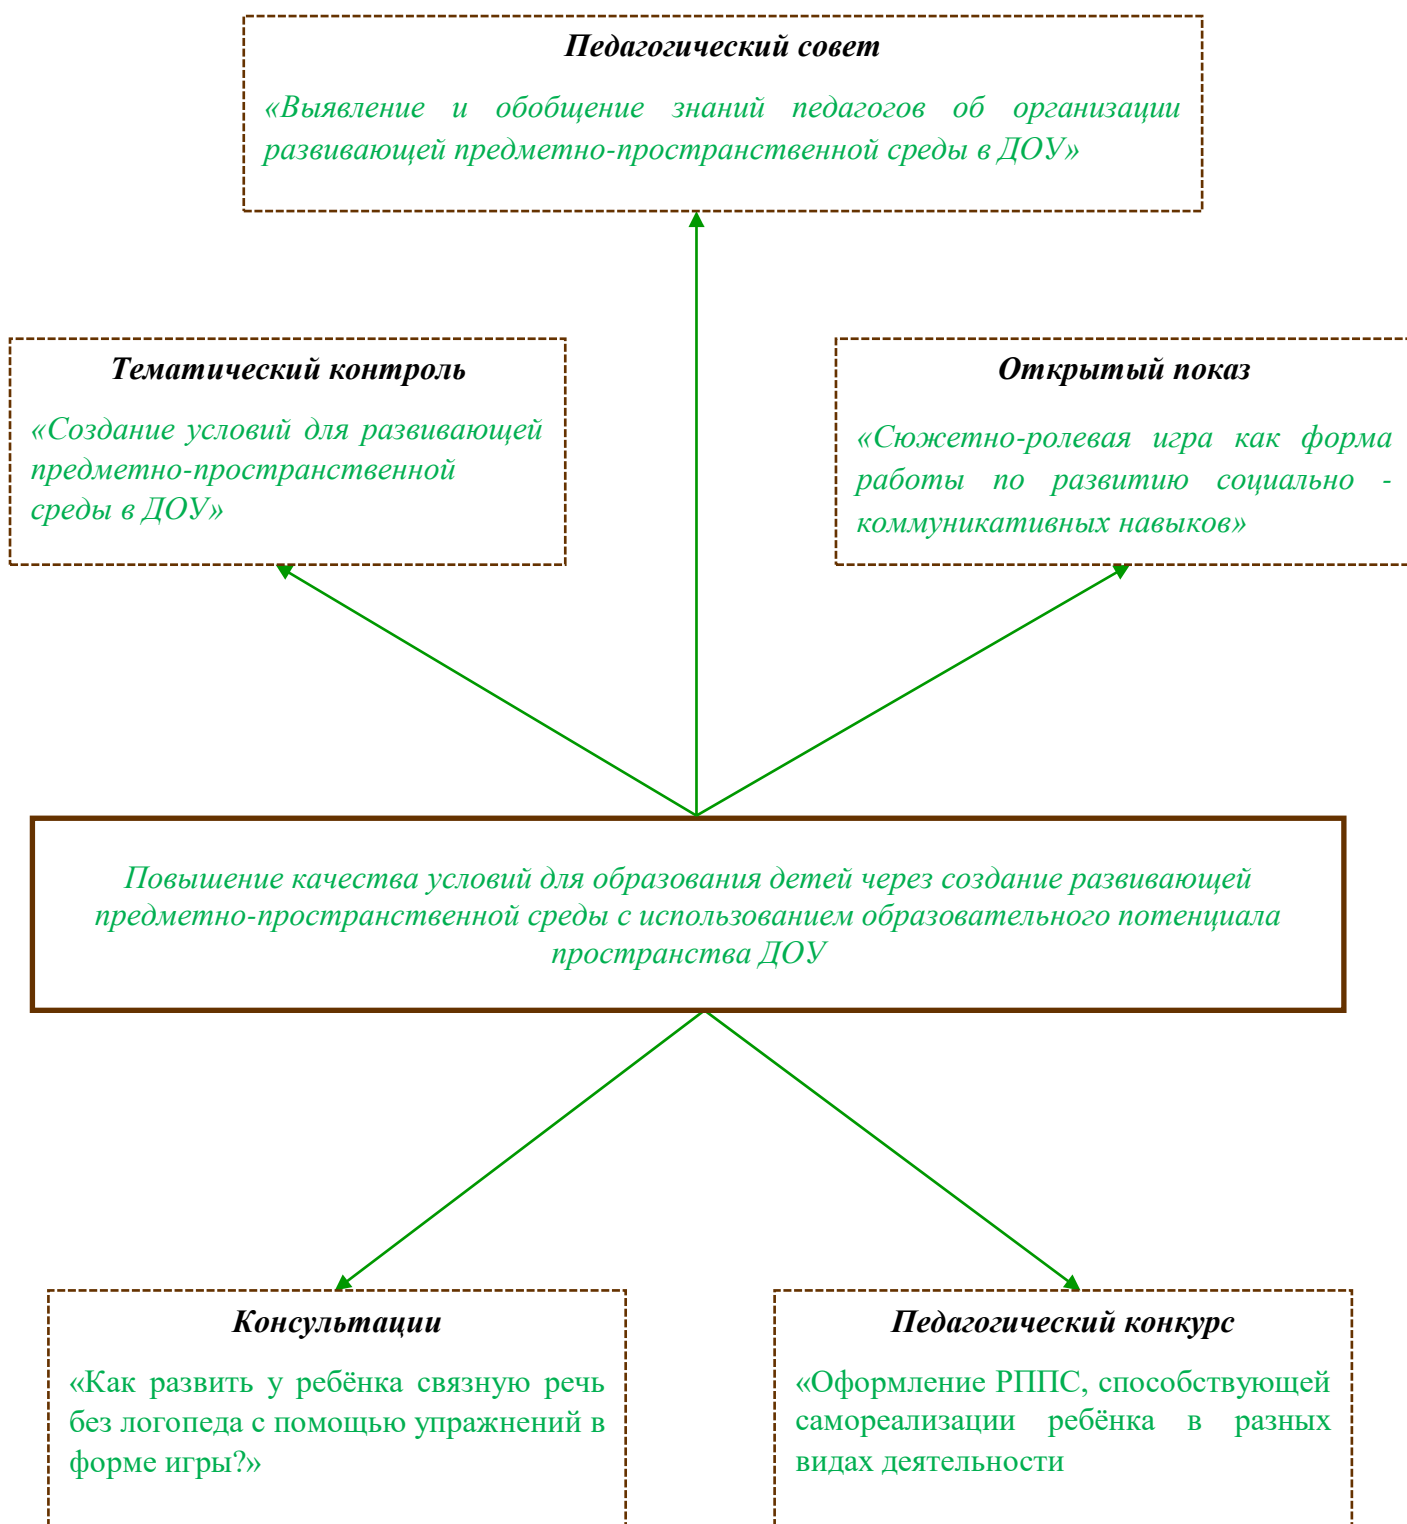 Педагогический совет
«Выявление и обобщение знаний педагогов об организации
развивающей предметно-пространственной среды в ДОУ»
Тематический контроль
«Создание условий для развивающей
предметно-пространственной
среды в ДОУ»
Открытый показ
«Сюжетно-ролевая игра как форма
работы по развитию социально -
коммуникативных навыков»
Повышение качества условий для образования детей через создание развивающей
предметно-пространственной среды с использованием образовательного потенциала
пространства ДОУ
Консультации
«Как развить у ребёнка связную речь
без логопеда с помощью упражнений в
форме игры?»
Педагогический конкурс
«Оформление РППС, способствующей
самореализации ребёнка в разных
видах деятельности